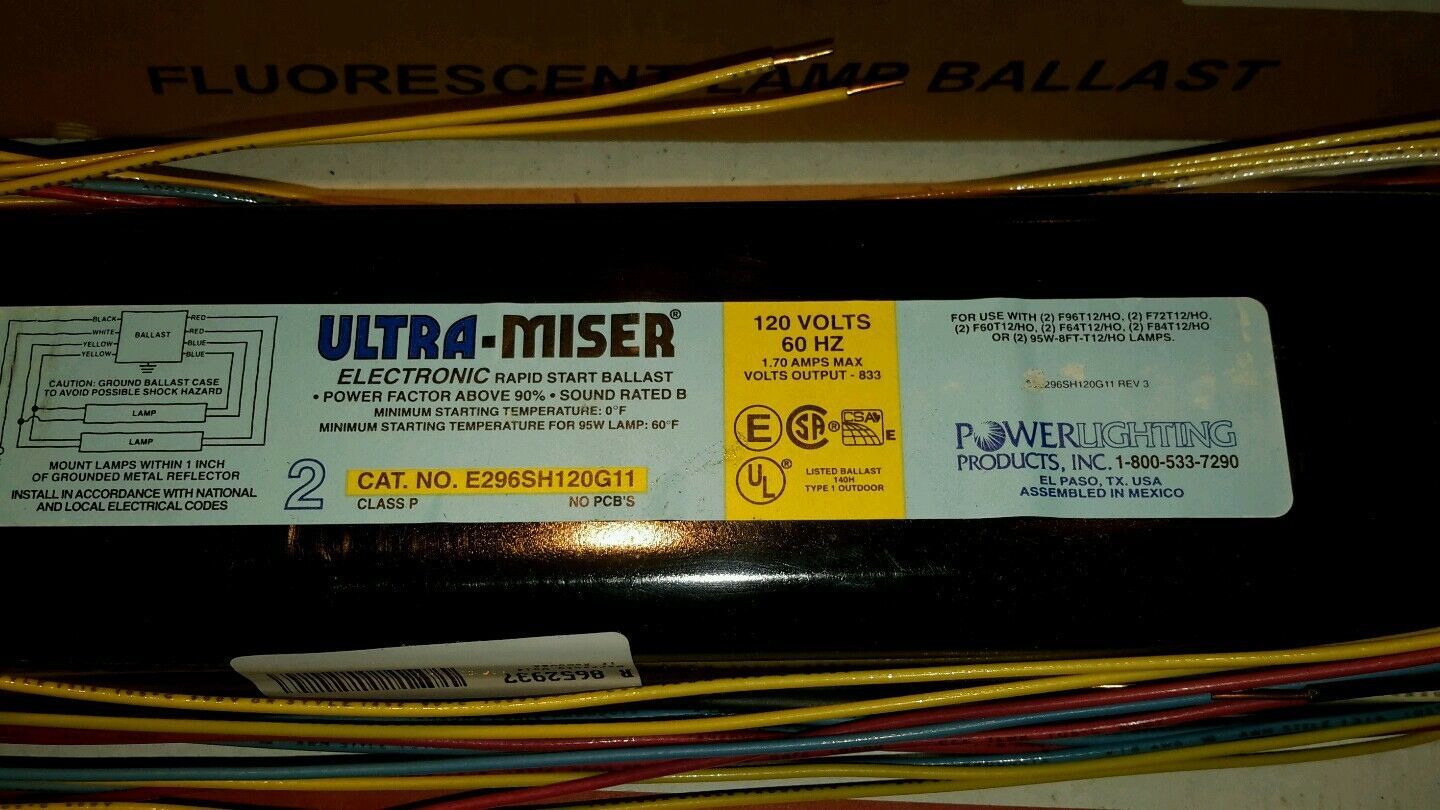 FLUORESCENT LAMP BALLAST
BLACK
WHITE
YELLOW
YELLOW
BALLAST
RED
RED
BLUE
BLUE
CAUTION: GROUND BALLAST CASE
TO AVOID POSSIBLE SHOCK HAZARD
LAMP
LAMP
MOUNT LAMPS WITHIN 1 INCH
OF GROUNDED METAL REFLECTOR
INSTALL IN ACCORDANCE WITH NATIONAL
AND LOCAL ELECTRICAL CODES
ULTRA-MISER®
ELECTRONIC RAPID START BALLAST
• POWER FACTOR ABOVE 90% • SOUND RATED B
MINIMUM STARTING TEMPERATURE: 0°F
MINIMUM STARTING TEMPERATURE FOR 95W LAMP: 60°F
2
CAT. NO. E296SH120G11
CLASS P NO PCB'S
120 VOLTS
60 HZ
1.70 AMPS MAX
VOLTS OUTPUT - 833
E SA® CSA E
UL®
LISTED BALLAST
140H
TYPE 1 OUTDOOR
FOR USE WITH (2) F96T12/HO, (2) F72T12/HO,
(2) F60T12/HO, (2) F64T12/HO, (2) F84T12/HO
OR (2) 95W-8FT-T12/HO LAMPS.
296SH120G11 REV 3
POWERLIGHTING
PRODUCTS, INC. 1-800-533-7290
EL PASO, TX. USA
ASSEMBLED IN MEXICO
R 8652937